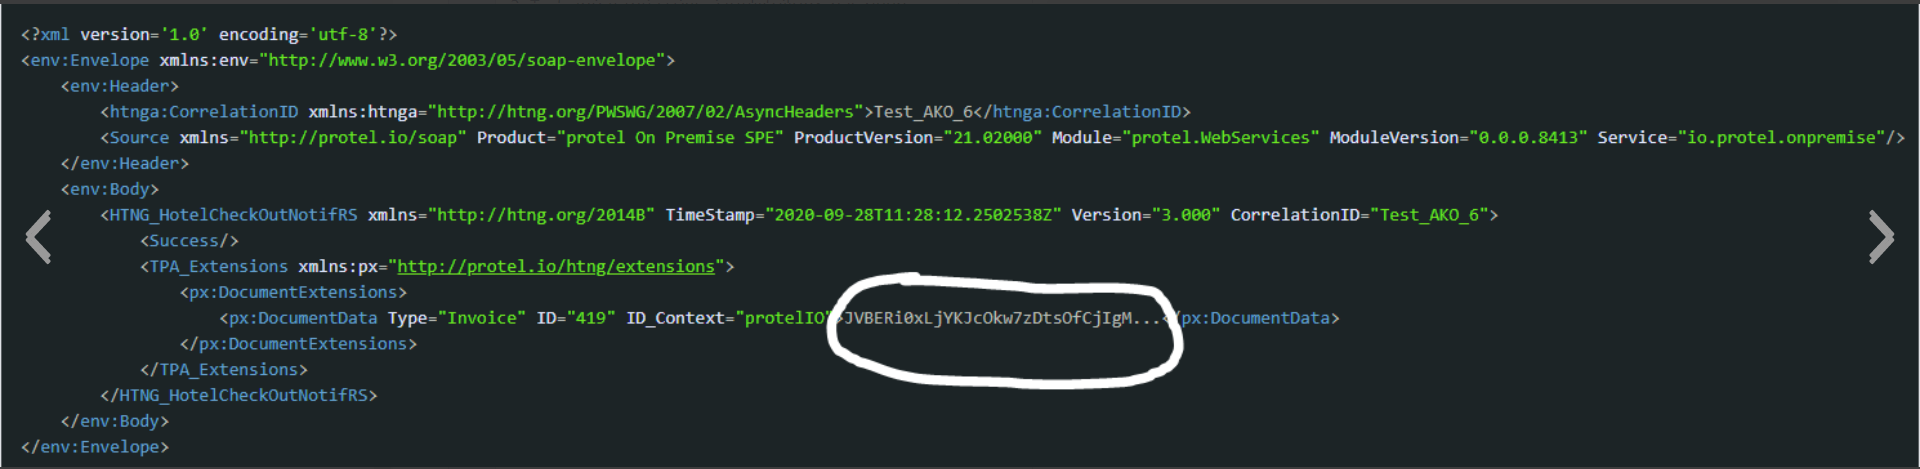 <?xml version='1.0' encoding='utf-8'?>
<env:Envelope xmlns:env="http://www.w3.org/2003/05/soap-envelope">
<env:Header>
<htnga:CorrelationID xmlns:htnga="http://htng.org/PWSWG/2007/02/AsyncHeaders">Test_AKO_6</htnga:CorrelationID>
<Source xmlns="http://protel.io/soap" Product="protel On Premise SPE" ProductVersion="21.02000" Module="protel.WebServices" ModuleVersion="0.0.0.8413" Service="io.protel.onpremise"/>
</env:Header>
<env:Body>
<HTNG_HotelCheckOutNotifRS xmlns="http://htng.org/2014B" TimeStamp="2020-09-28T11:28:12.2502538Z" Version="3.000" CorrelationID="Test_AKO_6">
<Success/>
<TPA_Extensions xmlns:px="http://protel.io/htng/extensions">
<px:DocumentExtensions>
<px:DocumentData Type="Invoice" ID="419" ID_Context="protelIO">JVBERi0xLjYKJcOkw7zDtsOfCjIgM...</px:DocumentData>
</px:DocumentExtensions>
</TPA_Extensions>
</HTNG_HotelCheckOutNotifRS>
</env:Body>
</env:Envelope>